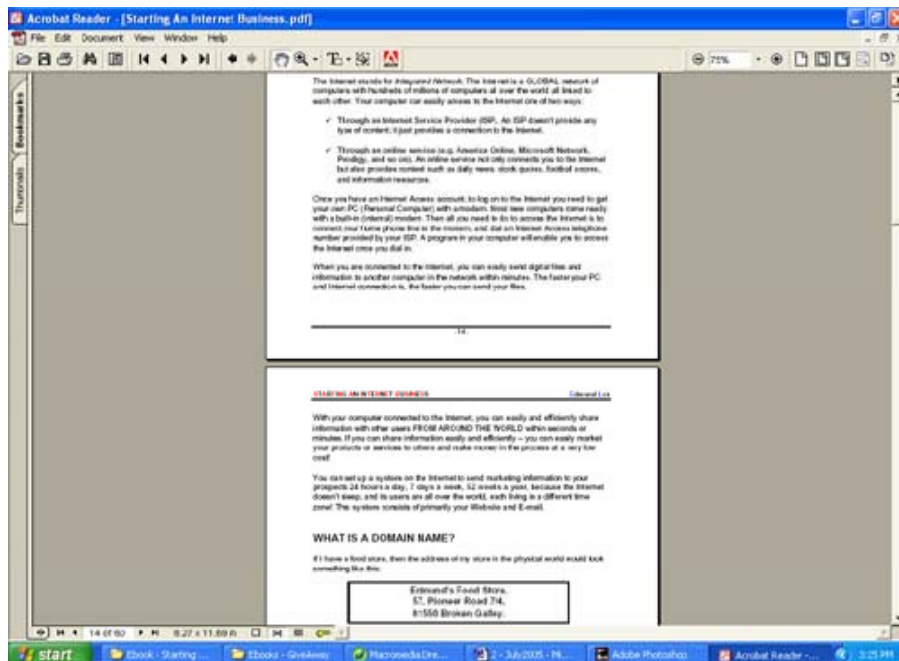 Acrobat Reader - [Starting An Internet Business.pdf]
File Edit Document View Window Help
75%
Bookmarks
Thumbnails
The Internet stands for Integrated Network. The Internet is a GLOBAL network of
computers with hundreds of millions of computers all over the world all linked to
each other. Your computer can easily access to the Internet one of two ways:
✓ Through an Internet Service Provider (ISP). An ISP doesn't provide any
type of content; it just provides a connection to the Internet.
✓ Through an online service (e.g. America Online, Microsoft Network,
Prodigy, and so on). An online service not only connects you to the Internet
but also provides content such as daily news, stock quotes, football scores,
and information resources.
Once you have an Internet Access account, to log on to the Internet you need to get
your own PC (Personal Computer) with a modem. Most new computers come ready
with a built-in (internal) modem. Then all you need to do to access the Internet is to
connect your home phone line to the modem, and dial an Internet Access telephone
number provided by your ISP. A program in your computer will enable you to access
the Internet once you dial in.
When you are connected to the Internet, you can easily send digital files and
information to another computer in the network within minutes. The faster your PC
and Internet connection is, the faster you can send your files.
- 14 -
STARTING AN INTERNET BUSINESS
With your computer connected to the Internet, you can easily and efficiently share
information with other users FROM AROUND THE WORLD within seconds or
minutes. If you can share information easily and efficiently – you can easily market
your products or services to others and make money in the process at a very low
cost!
You can set up a system on the Internet to send marketing information to your
prospects 24 hours a day, 7 days a week, 52 weeks a year, because the Internet
doesn't sleep, and its users are all over the world, each living in a different time
zone! This system consists of primarily your Website and E-mail.
WHAT IS A DOMAIN NAME?
If I have a food store, then the address of my store in the physical world would look
something like this:
Edmund's Food Store,
57, Pioneer Road 7/4,
81550 Broken Galley.
14 of 60 8.27 x 11.69 in
start Ebook - Starting ... Ebooks - GiveAway Macromedia Dre... 2 - July2005 - Adobe Photoshop Acrobat Reader -... 3:25 PM